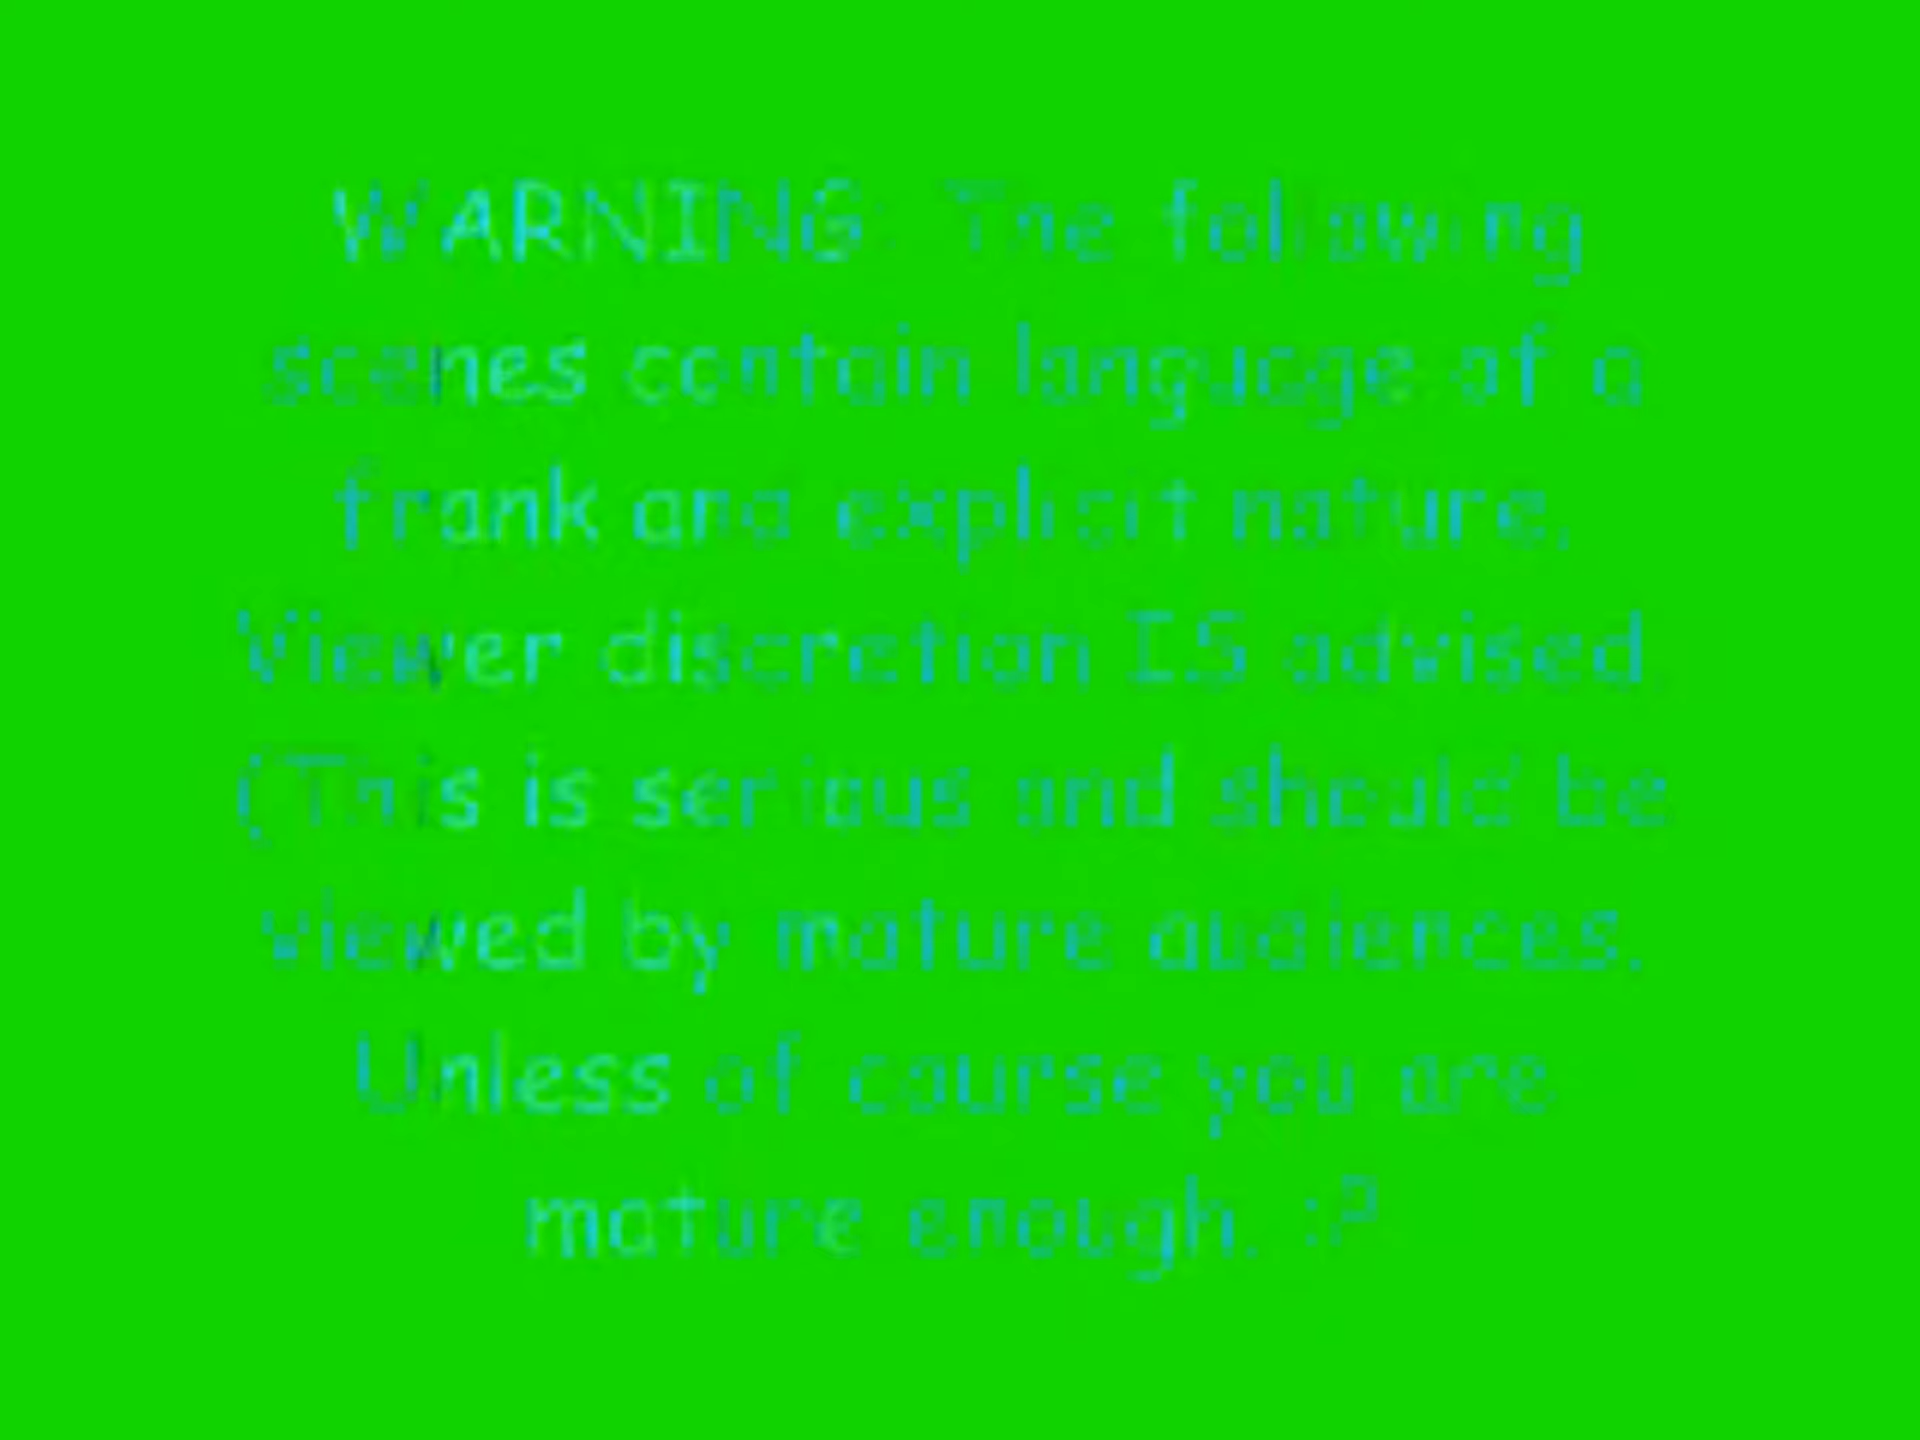 WARNING: The following
scenes contain language of a
frank and explicit nature,
Viewer discretion IS advised
(This is serious and should be
viewed by mature audiences.
Unless of course you are
mature enough. :P